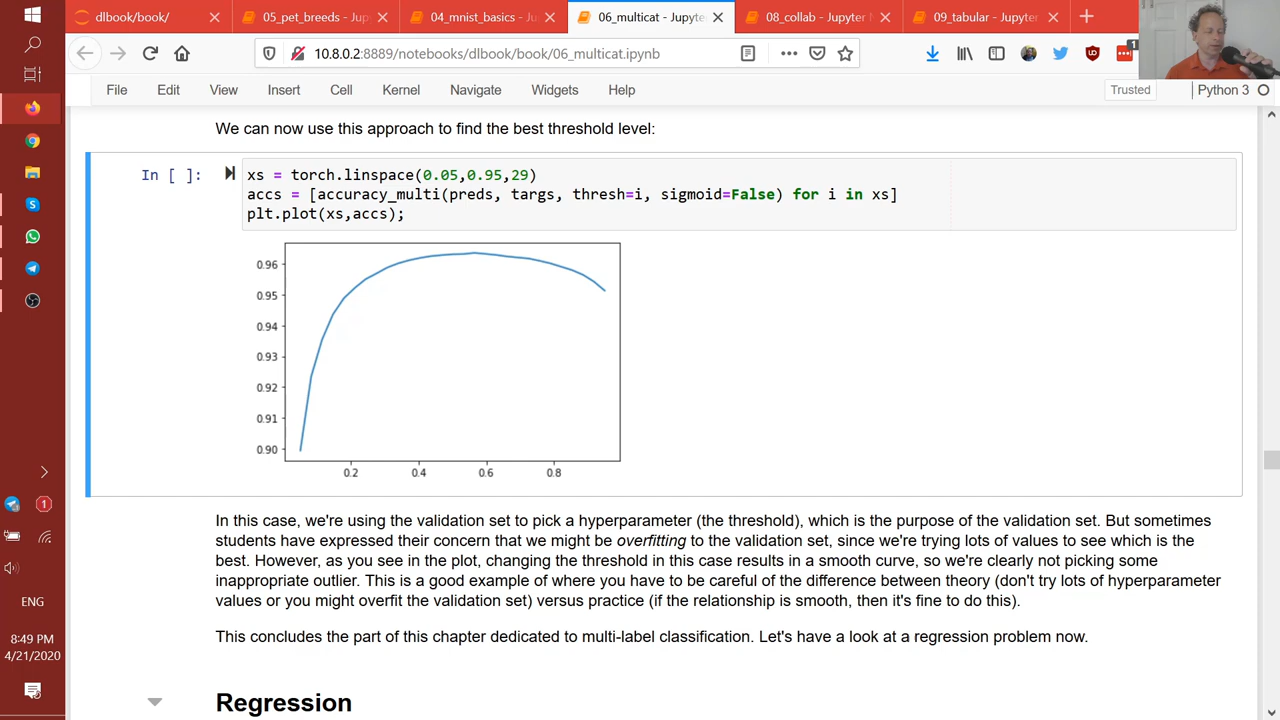 dlbook/book/
05_pet_breeds - Jupyte
04_mnist_basics - Jupyt
06_multicat - Jupyter
08_collab - Jupyter N
09_tabular - Jupyte
10.8.0.2:8889/notebooks/dlbook/book/06_multicat.ipynb
1
File Edit View Insert Cell Kernel Navigate Widgets Help
Trusted
Python 3
We can now use this approach to find the best threshold level:
In [ ]:
xs = torch.linspace(0.05,0.95,29)
accs = [accuracy_multi(preds, targs, thresh=i, sigmoid=False) for i in xs]
plt.plot(xs,accs);
0.96
0.95
0.94
0.93
0.92
0.91
0.90
0.2 0.4 0.6 0.8
In this case, we're using the validation set to pick a hyperparameter (the threshold), which is the purpose of the validation set. But sometimes
students have expressed their concern that we might be overfitting to the validation set, since we're trying lots of values to see which is the
best. However, as you see in the plot, changing the threshold in this case results in a smooth curve, so we're clearly not picking some
inappropriate outlier. This is a good example of where you have to be careful of the difference between theory (don't try lots of hyperparameter
values or you might overfit the validation set) versus practice (if the relationship is smooth, then it's fine to do this).
This concludes the part of this chapter dedicated to multi-label classification. Let's have a look at a regression problem now.
Regression
1
ENG
8:49 PM
4/21/2020